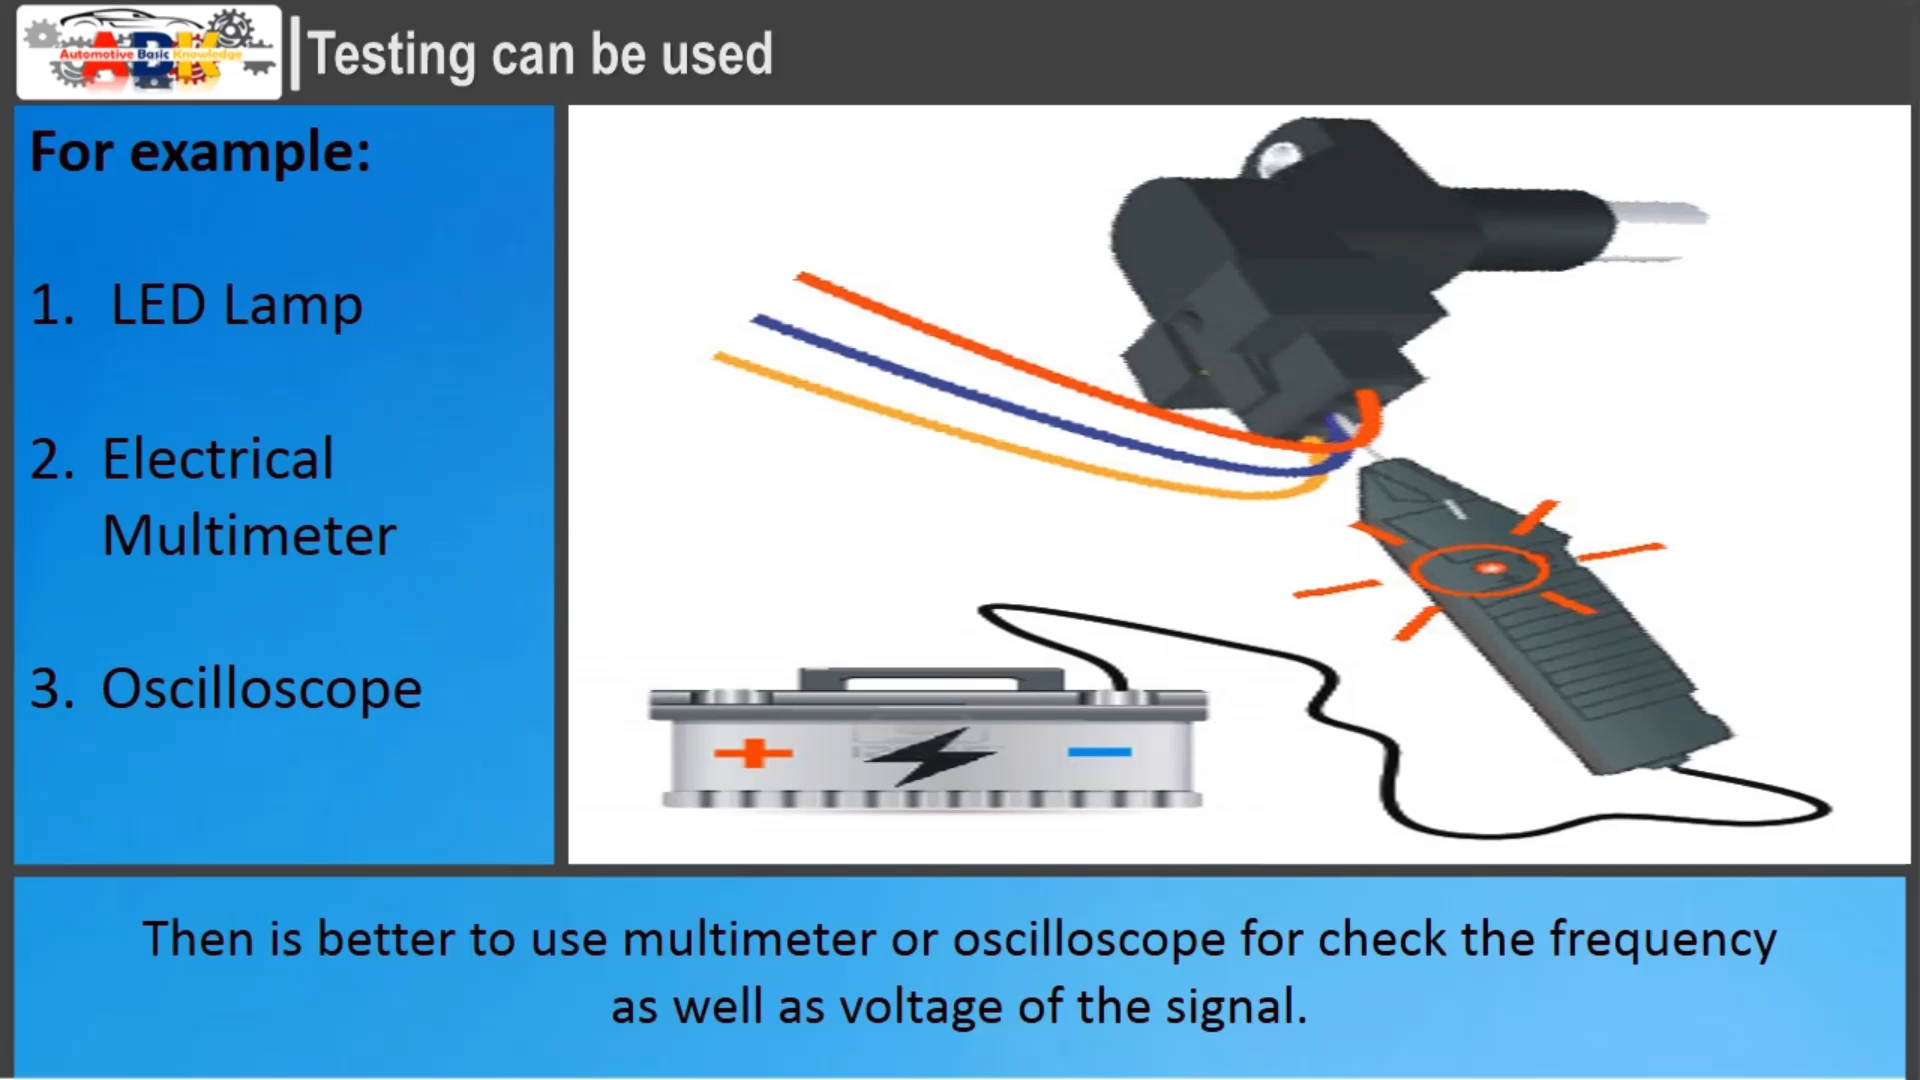 ABK
Automotive Basic Knowledge
Testing can be used
For example:
1. LED Lamp
2. Electrical
Multimeter
3. Oscilloscope
Then is better to use multimeter or oscilloscope for check the frequency
as well as voltage of the signal.